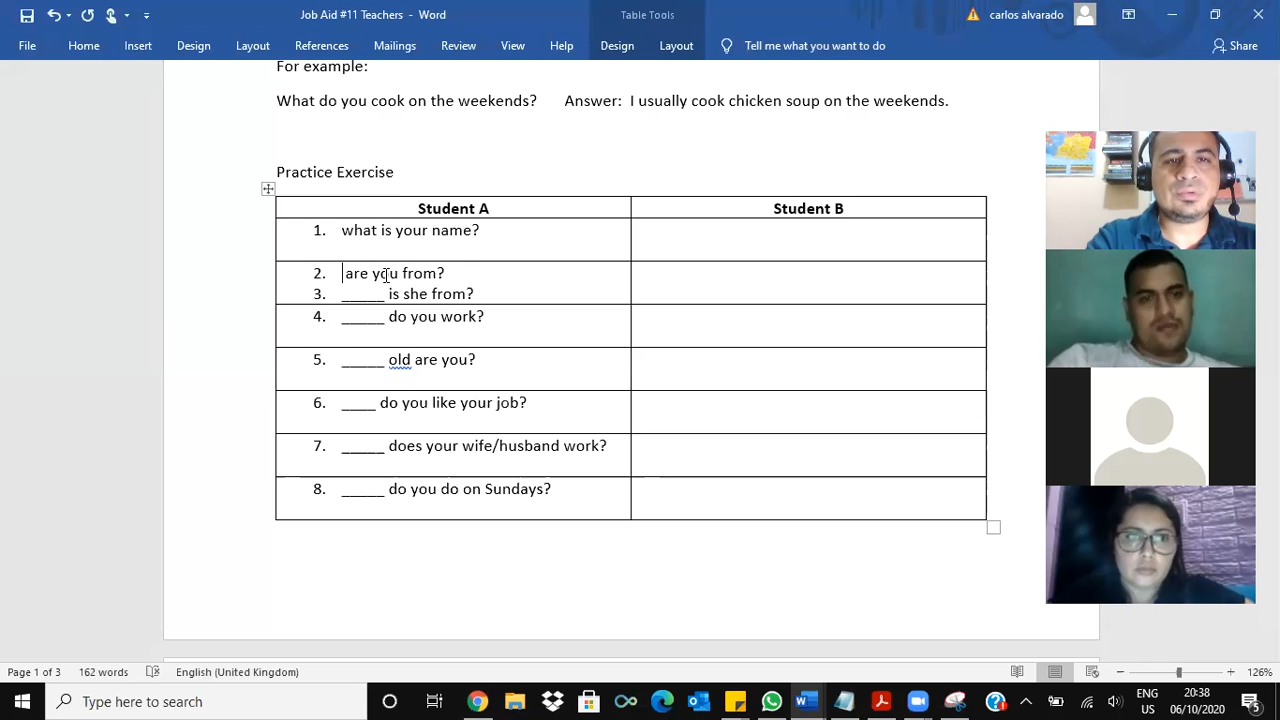 Job Aid #11 Teachers - Word
Table Tools
carlos alvarado
File Home Insert Design Layout References Mailings Review View Help Design Layout Tell me what you want to do Share
For example:
What do you cook on the weekends? Answer: I usually cook chicken soup on the weekends.
Practice Exercise
Student A Student B
1. what is your name?
2. are you from?
3. _____ is she from?
4. _____ do you work?
5. _____ old are you?
6. ____ do you like your job?
7. _____ does your wife/husband work?
8. _____ do you do on Sundays?
Page 1 of 3 162 words English (United Kingdom) 126%
Type here to search
ENG 20:38
US 06/10/2020 5